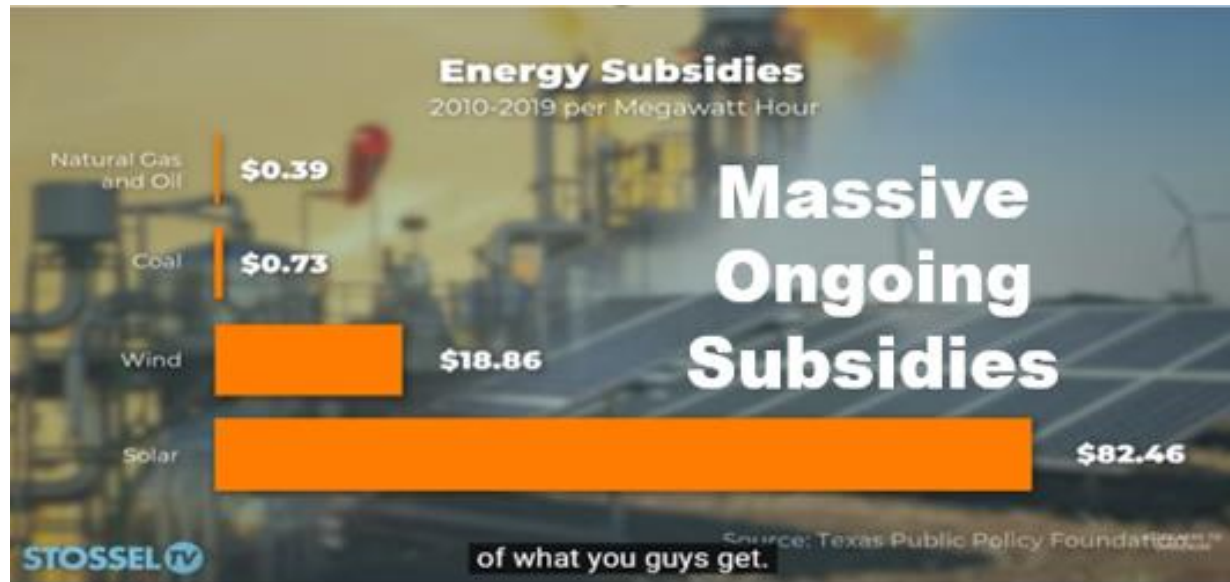 Energy Subsidies
2010-2019 per Megawatt Hour
Natural Gas
and Oil
$0.39
Coal
$0.73
Wind
$18.86
Solar
$82.46
Massive
Ongoing
Subsidies
Source: Texas Public Policy Foundation
of what you guys get.
STOSSEL TV